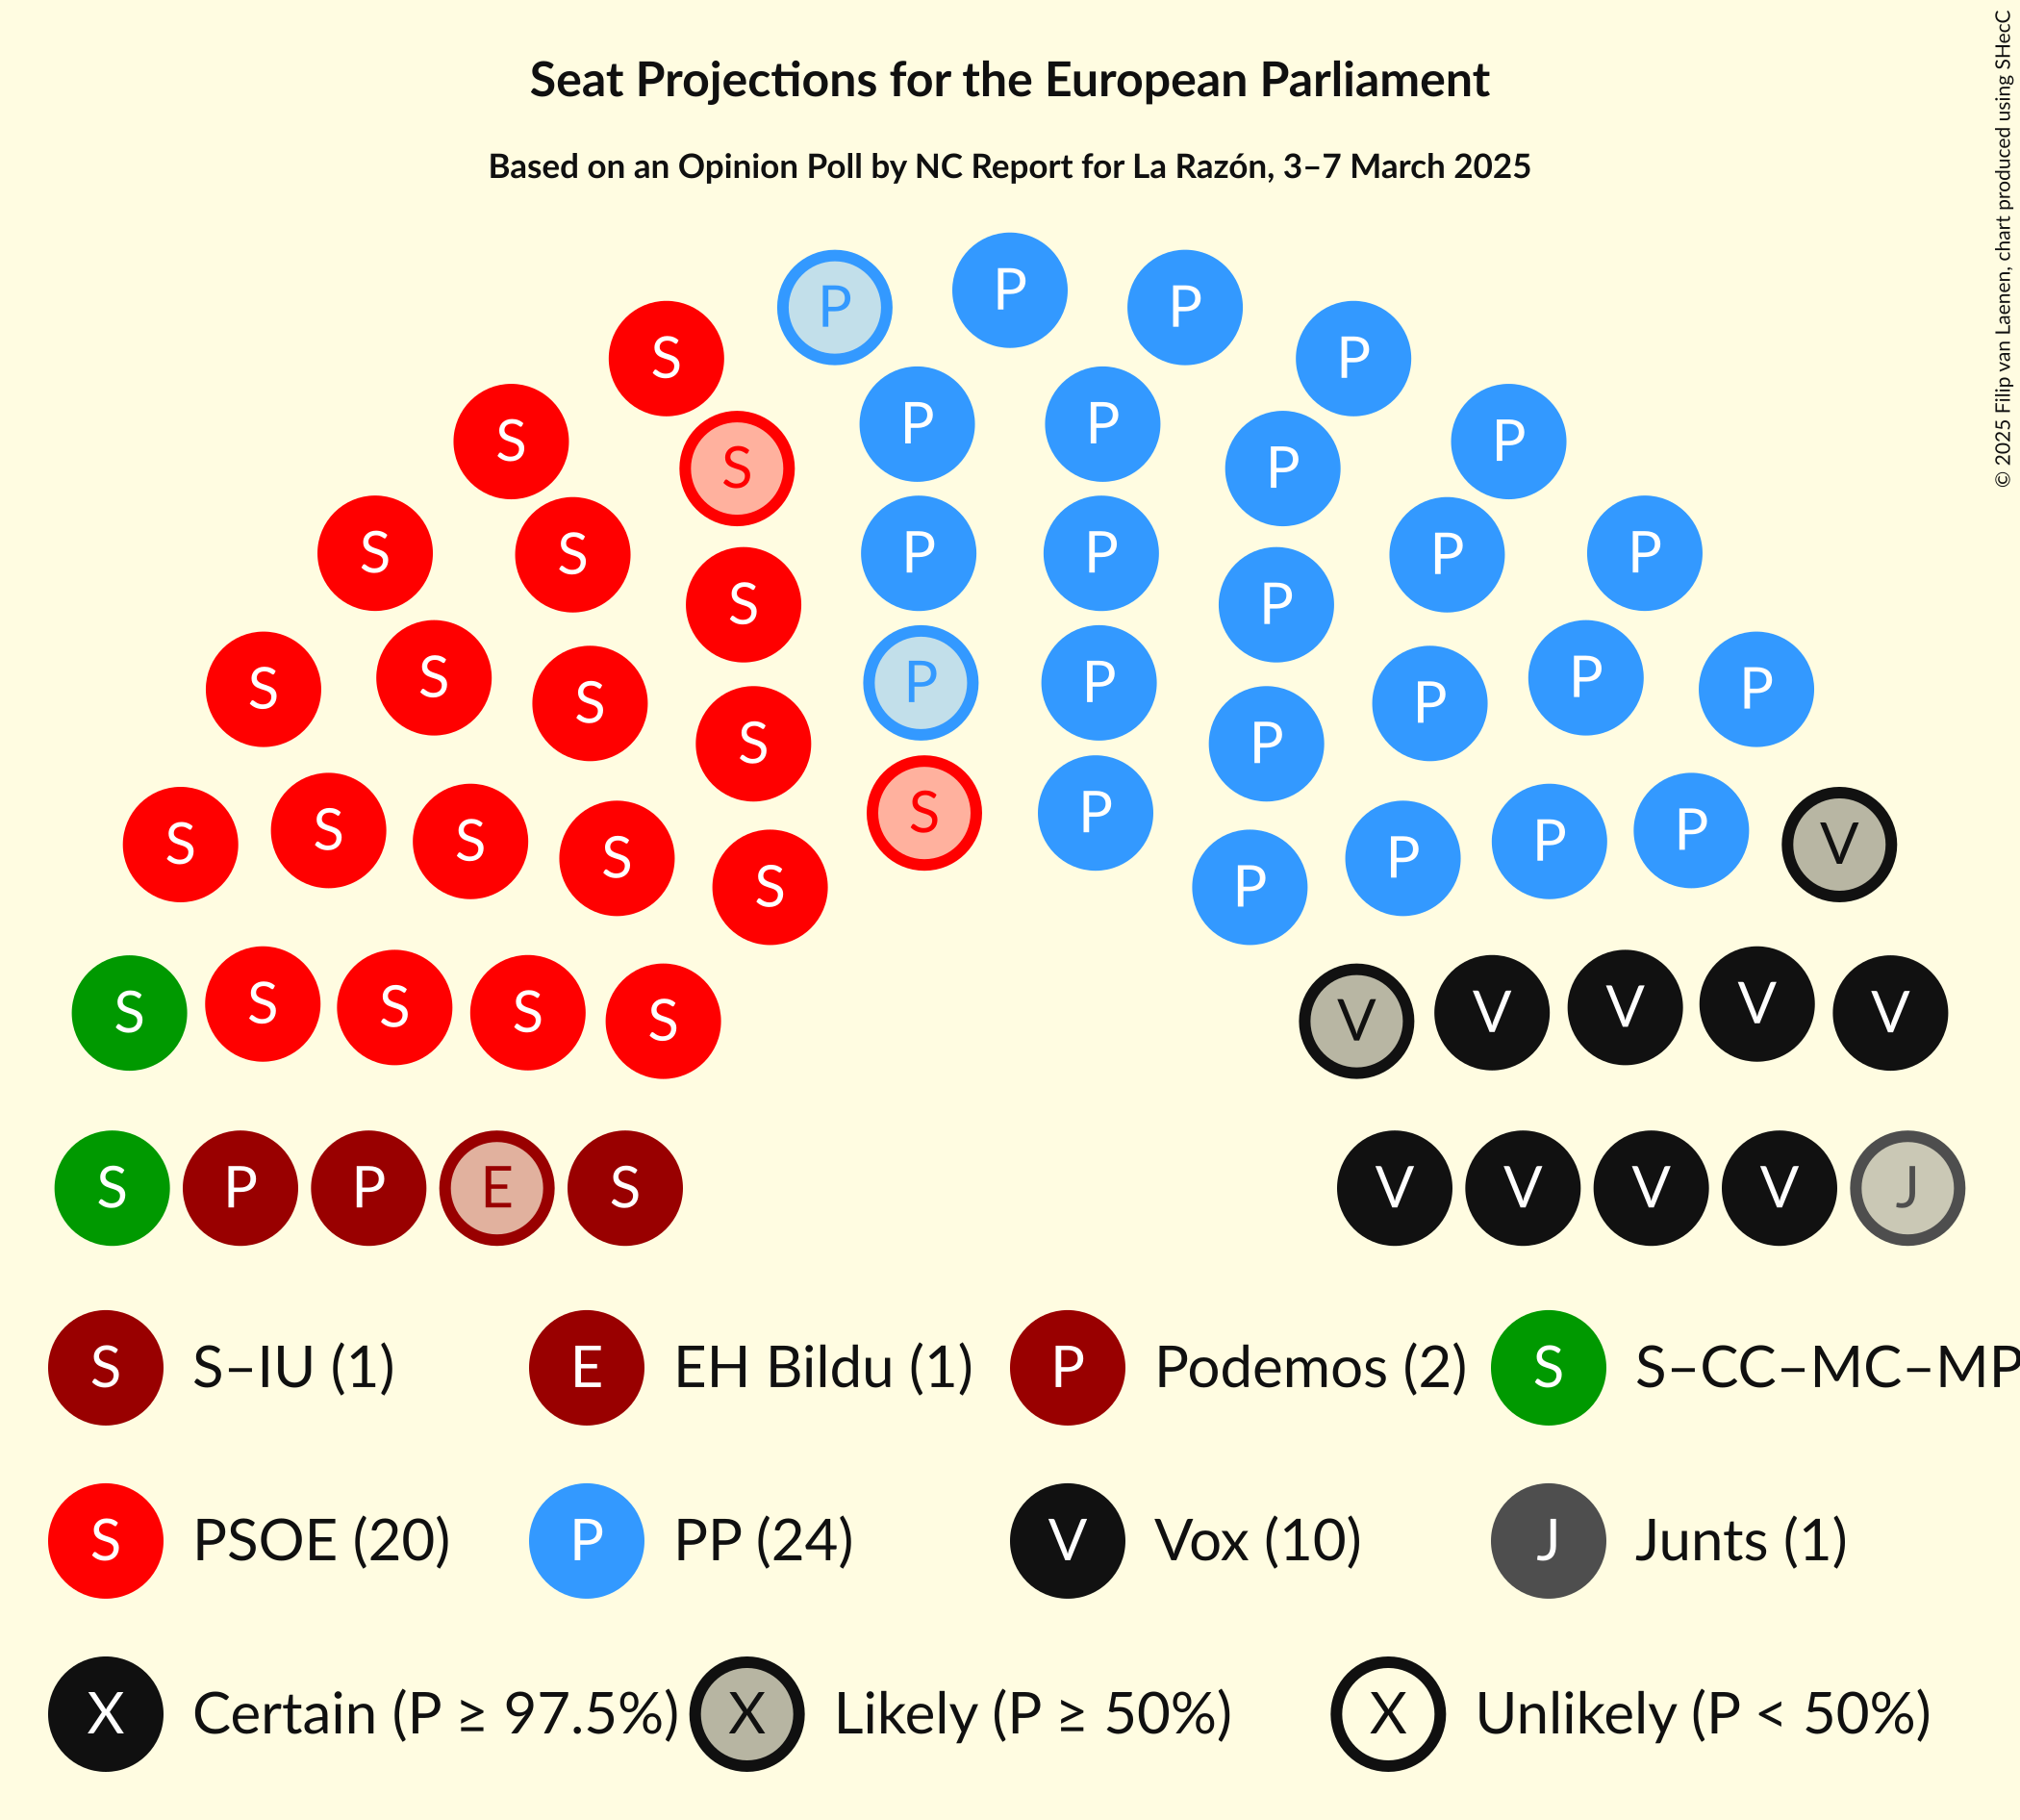 Seat Projections for the European Parliament
Based on an Opinion Poll by NC Report for La Razón, 3–7 March 2025
© 2025 Filip van Laenen, chart produced using SHecC
P P P P
S P
S P P P P
S S
S S P P P P
S P P
S S S P P P P P
S P
S S S S S S P P P P P V
S S S S S V V V V V
S P P E S V V V V J
S S–IU (1) E EH Bildu (1) P Podemos (2) S S–CC–MC–MP
S PSOE (20) P PP (24) V Vox (10) J Junts (1)
X Certain (P ≥ 97.5%) X Likely (P ≥ 50%) X Unlikely (P < 50%)